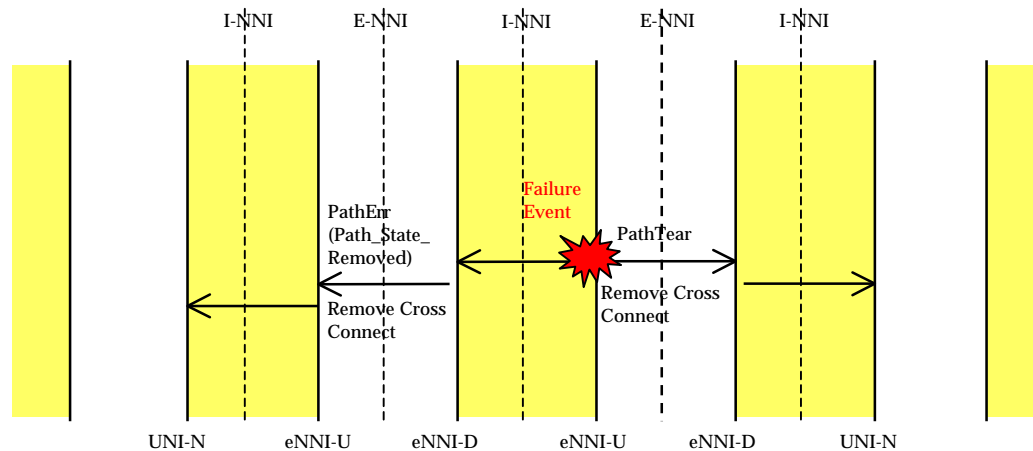 I-NNI
E-NNI
I-NNI
E-NNI
I-NNI
Failure
Event
PathErr
(Path_State_
Removed)
PathTear
Remove Cross
Connect
Remove Cross
Connect
UNI-N
eNNI-U
eNNI-D
eNNI-U
eNNI-D
UNI-N